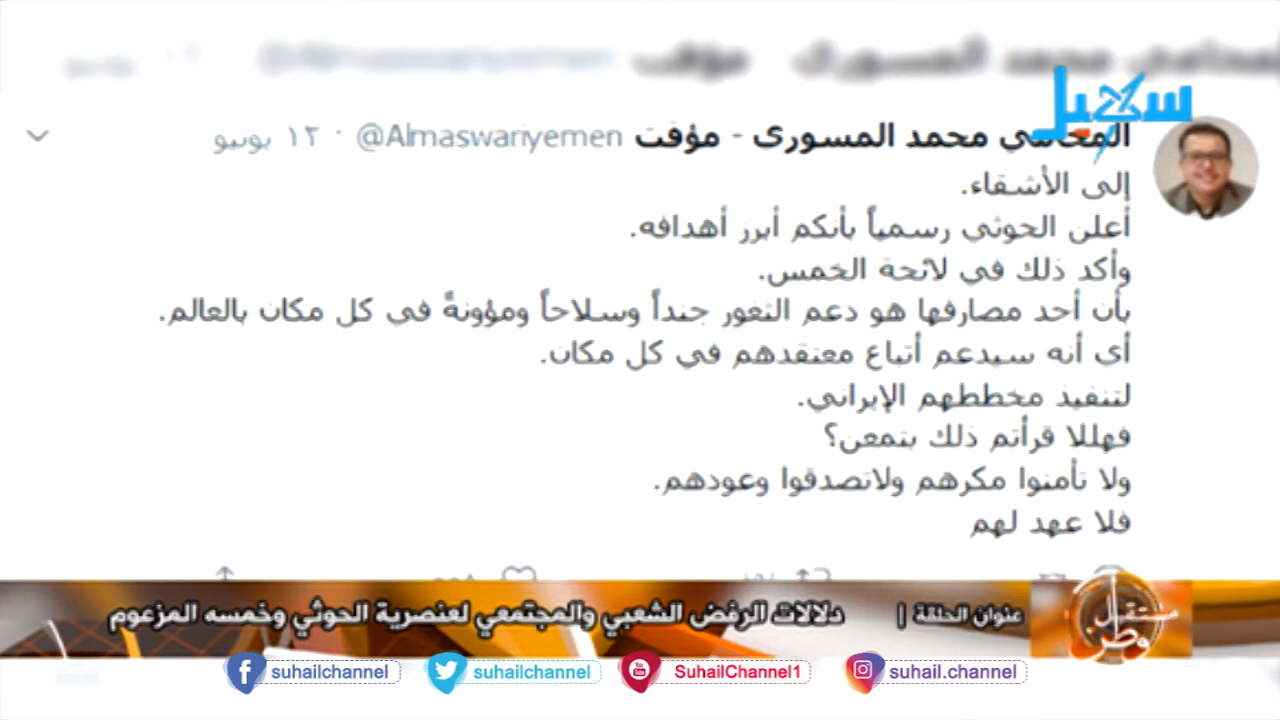 سهيل
المحامي محمد المسوري - مؤقت @Almaswariyemen · ١٢ يونيو
إلى الأشقاء.
أعلن الحوثي رسمياً بأنكم أبرز أهدافه.
وأكد ذلك في لائحة الخمس.
بأن أحد مصارفها هو دعم الثغور جنداً وسلاحاً ومؤونةً في كل مكان بالعالم.
أي أنه سيدعم أتباع معتقدهم في كل مكان.
لتنفيذ مخططهم الإيراني.
فهللا قرأتم ذلك بتمعن؟
ولا تأمنوا مكرهم ولاتصدقوا وعودهم.
فلا عهد لهم
مستقبل وطن
عنوان الحلقة | دلالات الرفض الشعبي والمجتمعي لعنصرية الحوثي وخمسه المزعوم
suhailchannel suhailchannel SuhailChannel1 suhail.channel